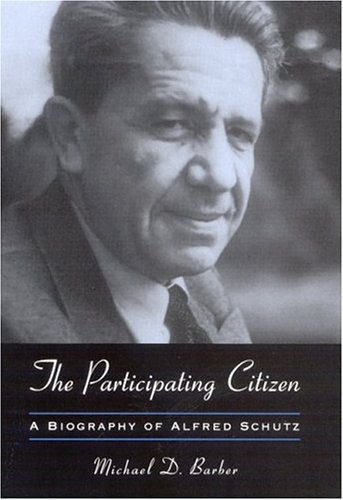 The Participating Citizen
A BIOGRAPHY OF ALFRED SCHUTZ
Michael D. Barber